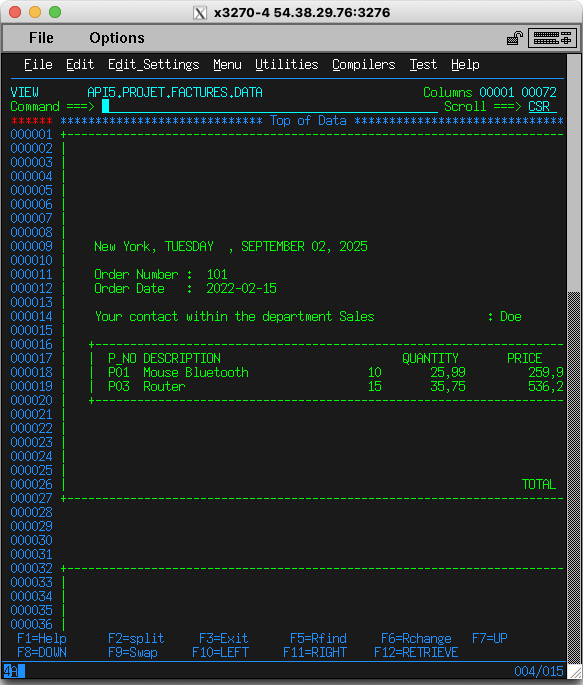 x3270-4 54.38.29.76:3276
File Options
File Edit Edit_Settings Menu Utilities Compilers Test Help
VIEW API5.PROJET.FACTURES.DATA Columns 00001 00072
Command ===> Scroll ===> CSR
****** ***************************** Top of Data ******************************
000001 +-----------------------------------------------------------------------
000002 |
000003 |
000004 |
000005 |
000006 |
000007 |
000008 |
000009 | New York, TUESDAY  , SEPTEMBER 02, 2025
000010 |
000011 | Order Number :  101
000012 | Order Date   :  2022-02-15
000013 |
000014 | Your contact within the department Sales : Doe
000015 |
000016 | +-------------------------------------------------------------------
000017 | | P_NO DESCRIPTION QUANTITY PRICE
000018 | | P01  Mouse Bluetooth 10 25,99 259,9
000019 | | P03  Router 15 35,75 536,2
000020 | +-------------------------------------------------------------------
000021 |
000022 |
000023 |
000024 |
000025 |
000026 | TOTAL
000027 +-----------------------------------------------------------------------
000028
000029
000030
000031
000032 +-----------------------------------------------------------------------
000033 |
000034 |
000035 |
000036 |
F1=Help F2=split F3=Exit F5=Rfind F6=Rchange F7=UP
F8=DOWN F9=Swap F10=LEFT F11=RIGHT F12=RETRIEVE
4A 004/015